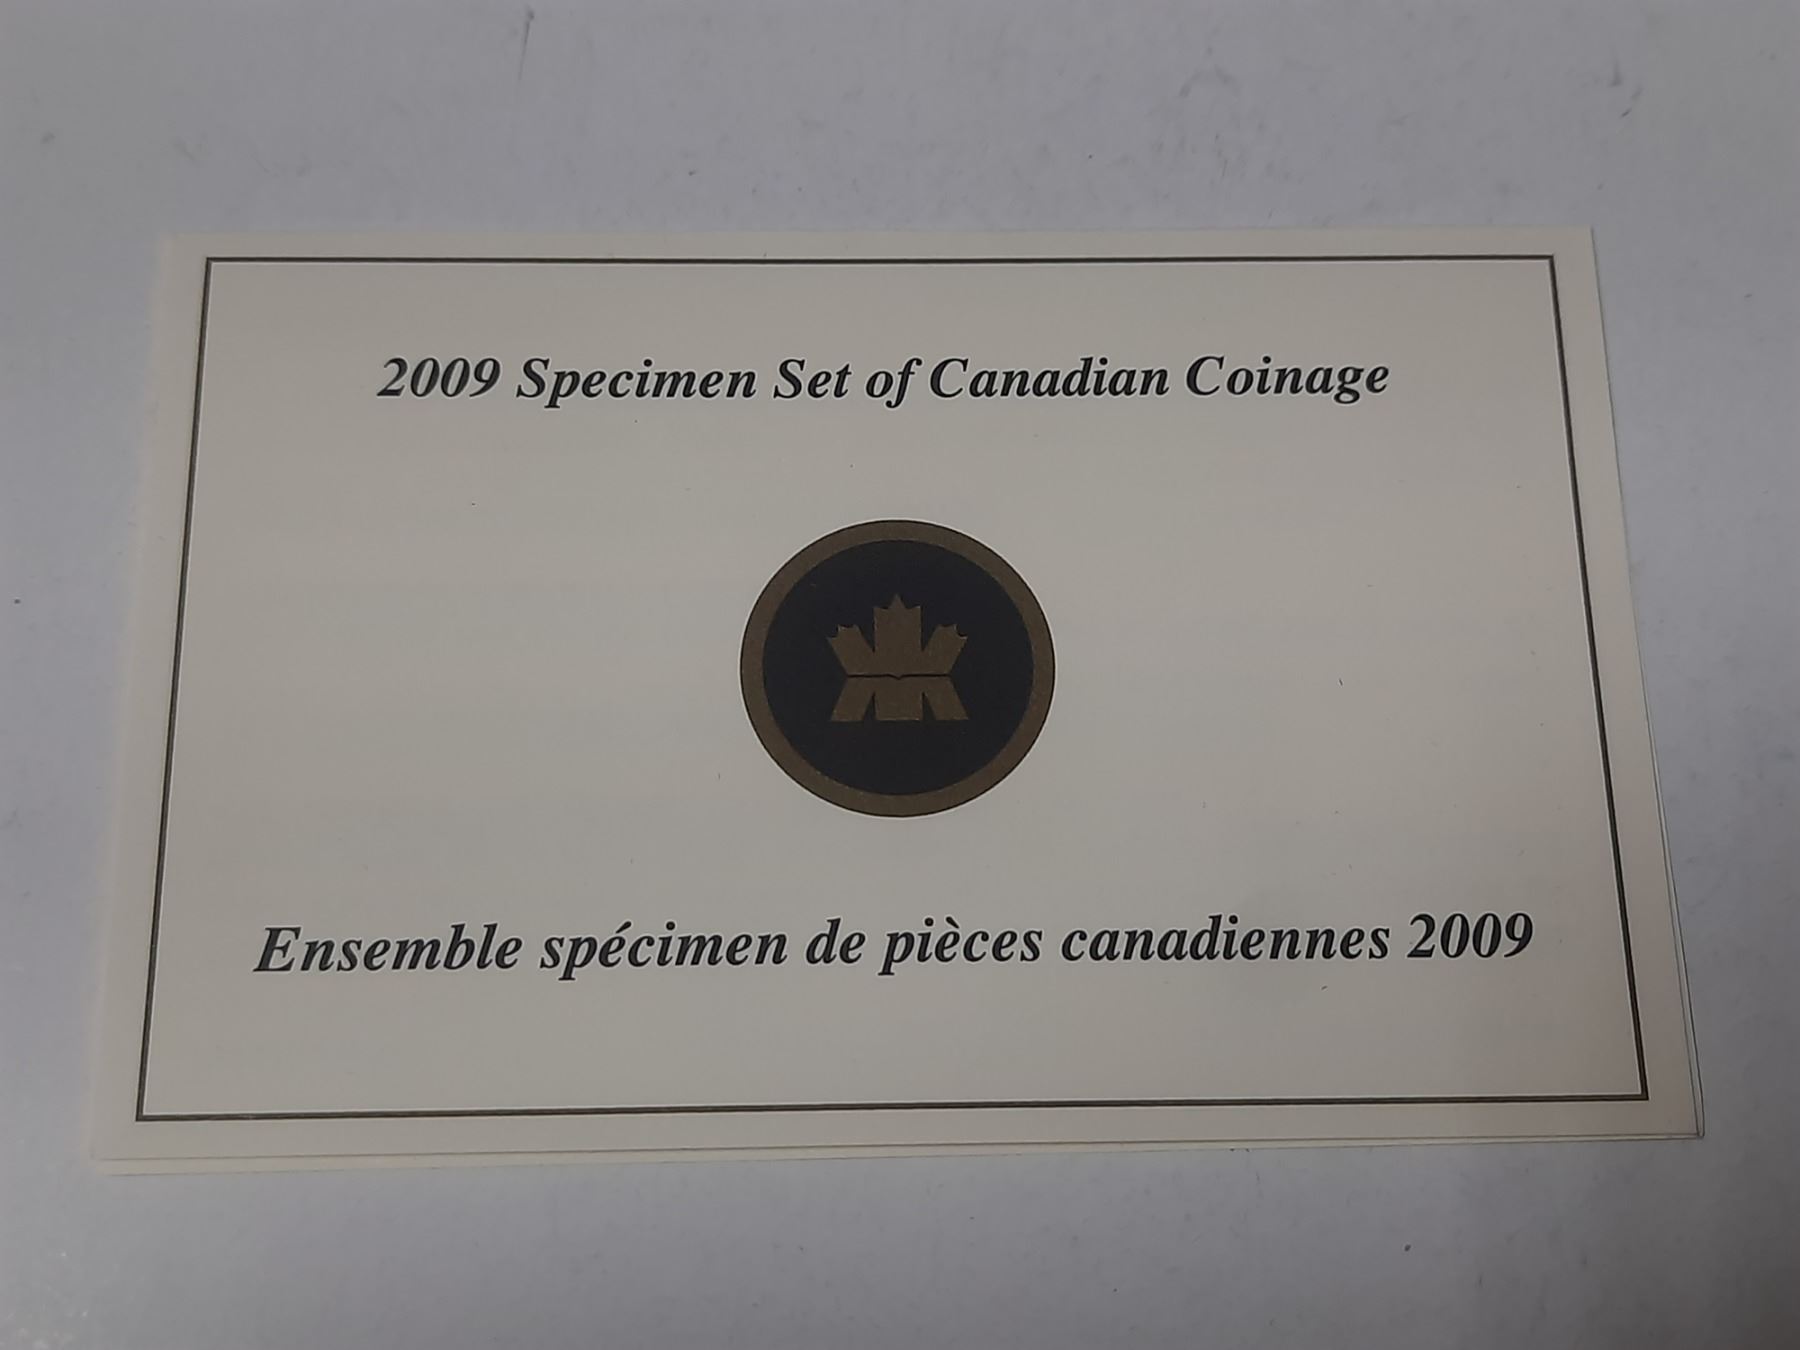 2009 Specimen Set of Canadian Coinage
Ensemble spécimen de pièces canadiennes 2009